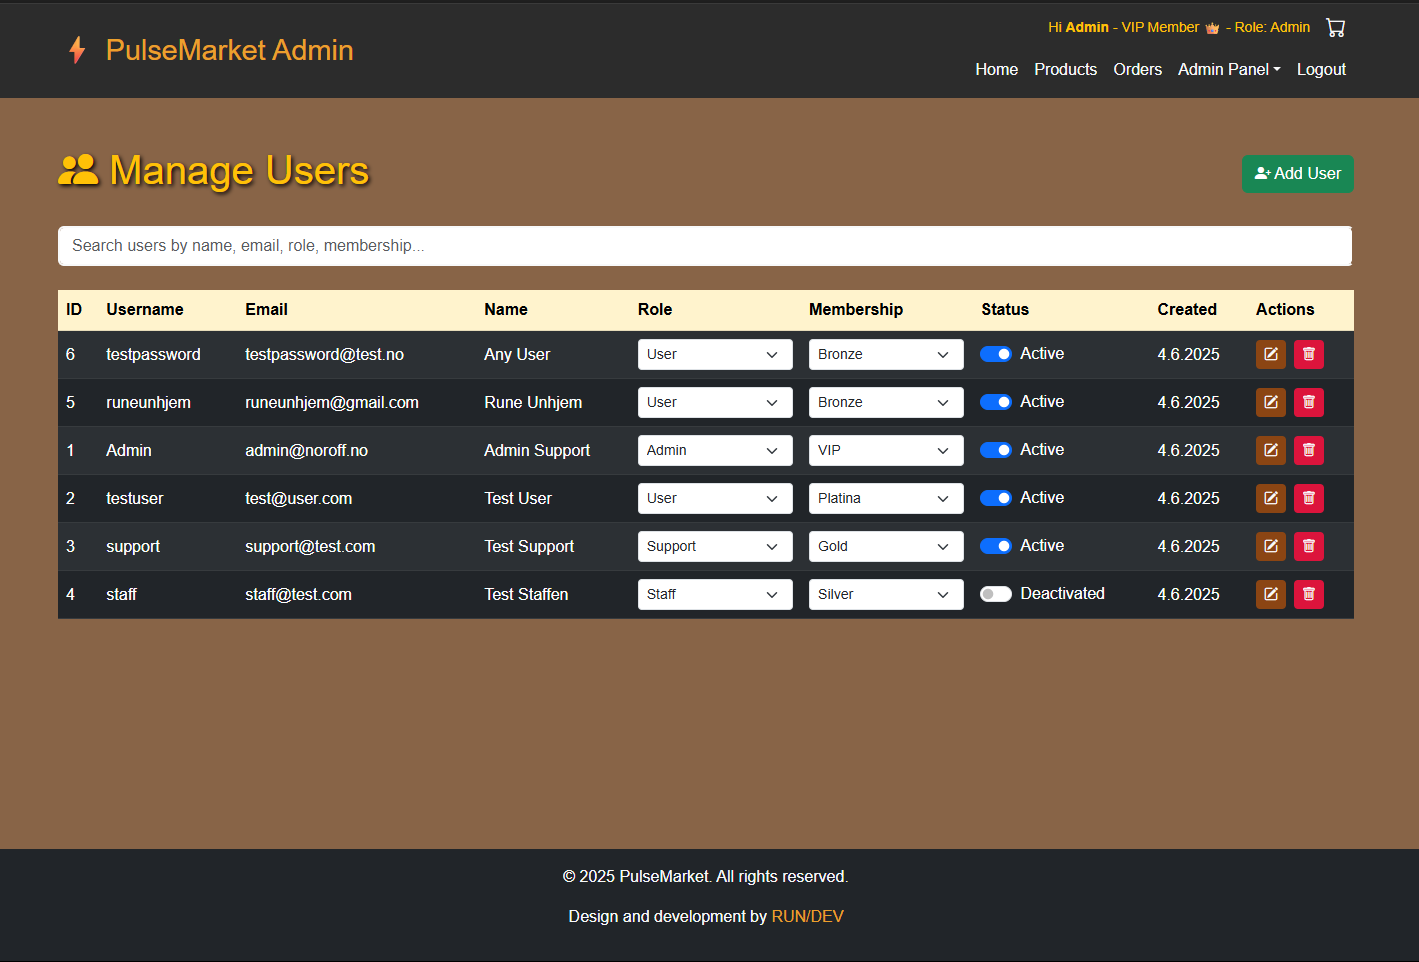 Hi Admin - VIP Member 👑 - Role: Admin
PulseMarket Admin
Home Products Orders Admin Panel Logout
Manage Users
Add User
Search users by name, email, role, membership...
ID Username Email Name Role Membership Status Created Actions
6 testpassword testpassword@test.no Any User User Bronze Active 4.6.2025
5 runeunhjem runeunhjem@gmail.com Rune Unhjem User Bronze Active 4.6.2025
1 Admin admin@noroff.no Admin Support Admin VIP Active 4.6.2025
2 testuser test@user.com Test User User Platina Active 4.6.2025
3 support support@test.com Test Support Support Gold Active 4.6.2025
4 staff staff@test.com Test Staffen Staff Silver Deactivated 4.6.2025
© 2025 PulseMarket. All rights reserved.
Design and development by RUN/DEV